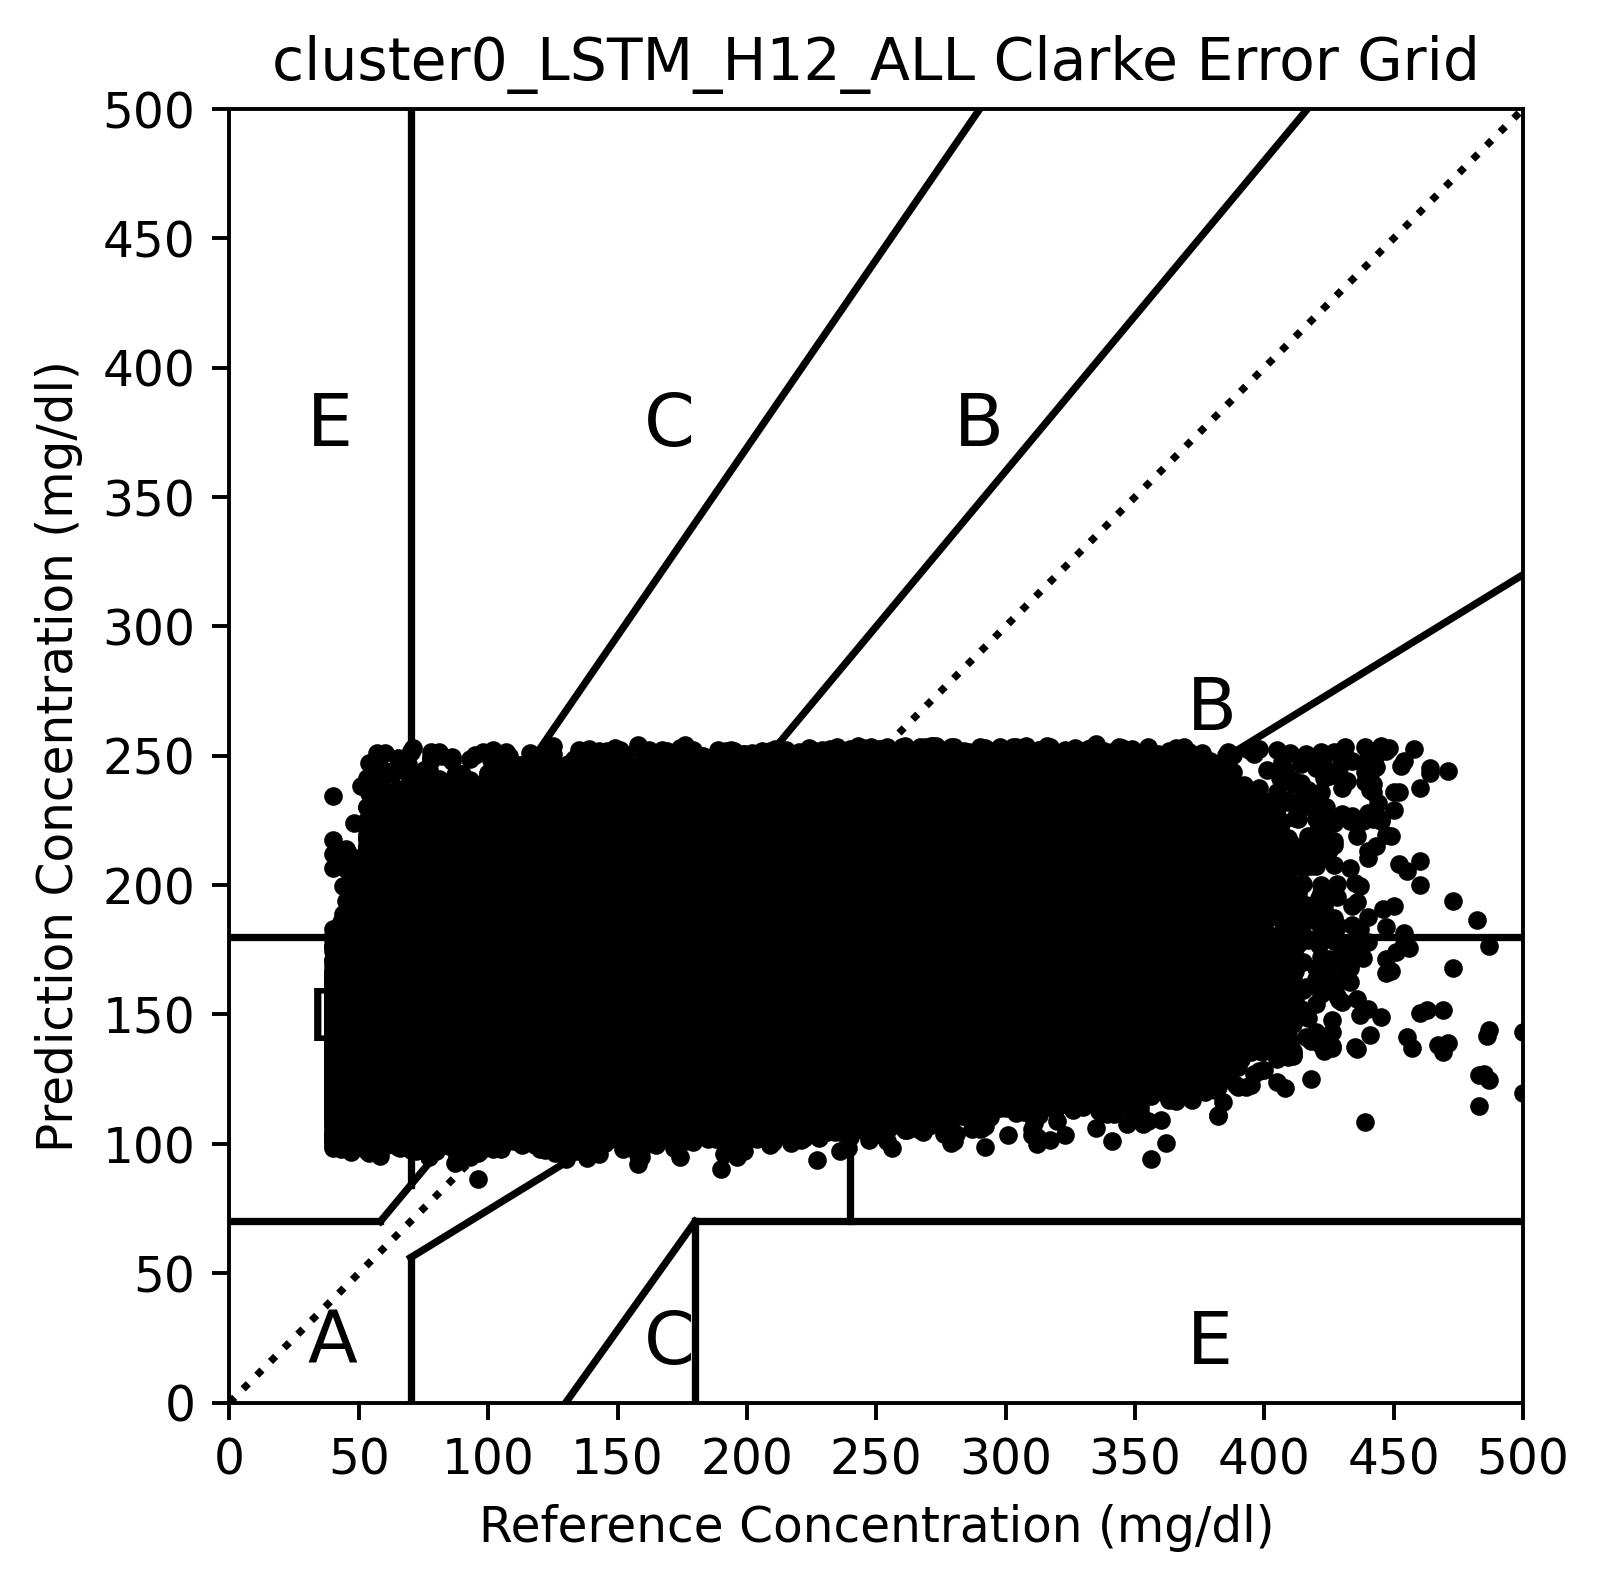 cluster0_LSTM_H12_ALL Clarke Error Grid
500
450
400
350
300
250
200
150
100
50
0
Prediction Concentration (mg/dl)
E
C
B
B
A
C
E
0 50 100 150 200 250 300 350 400 450 500
Reference Concentration (mg/dl)